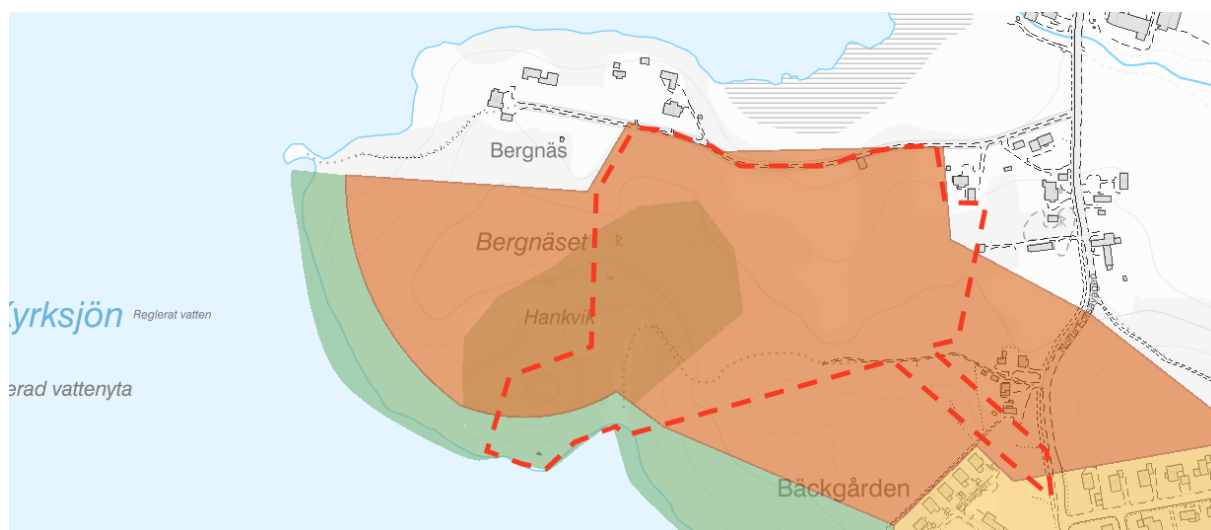 Bergnäs
Bergnäset
R
Hankvik
Kyrksjön Reglerat vatten
erad vattenyta
Bäckgården